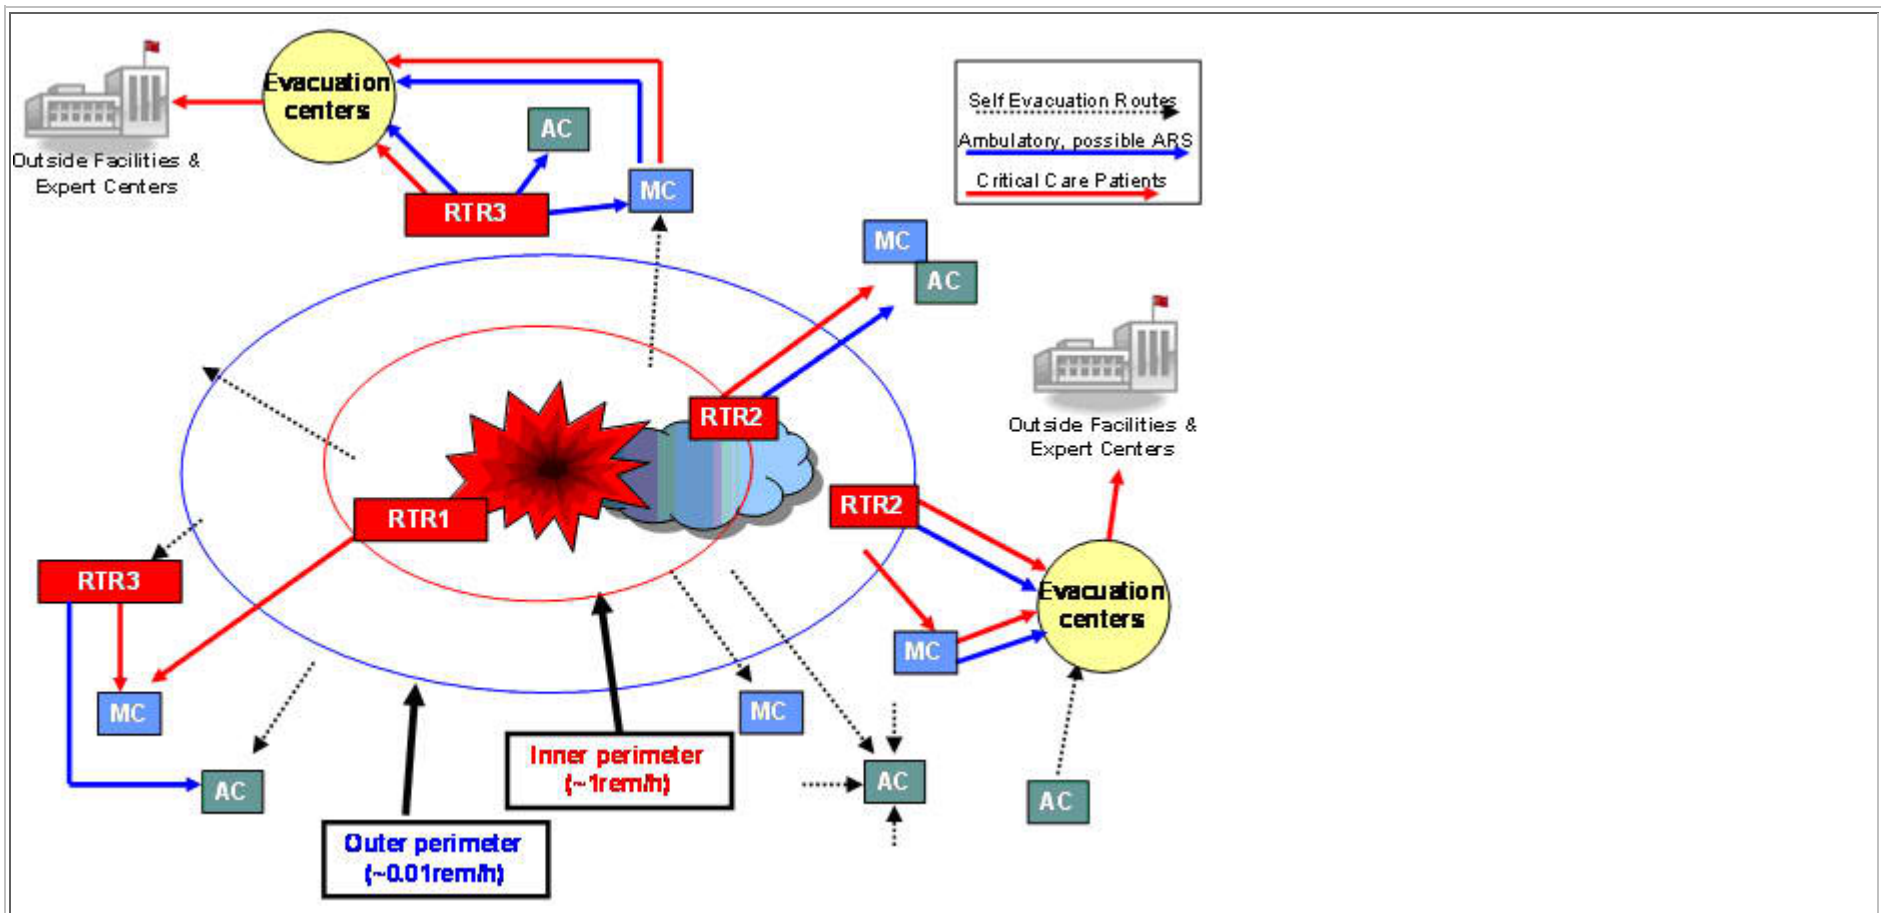 Evacuation
centers
Outside Facilities &
Expert Centers
AC
MC
RTR3
Self Evacuation Routes
Ambulatory, possible ARS
Critical Care Patients
MC
AC
Outside Facilities &
Expert Centers
RTR2
RTR2
RTR1
RTR3
Evacuation
centers
MC
MC
MC
AC
AC
AC
Inner perimeter
(~1rem/h)
Outer perimeter
(~0.01rem/h)